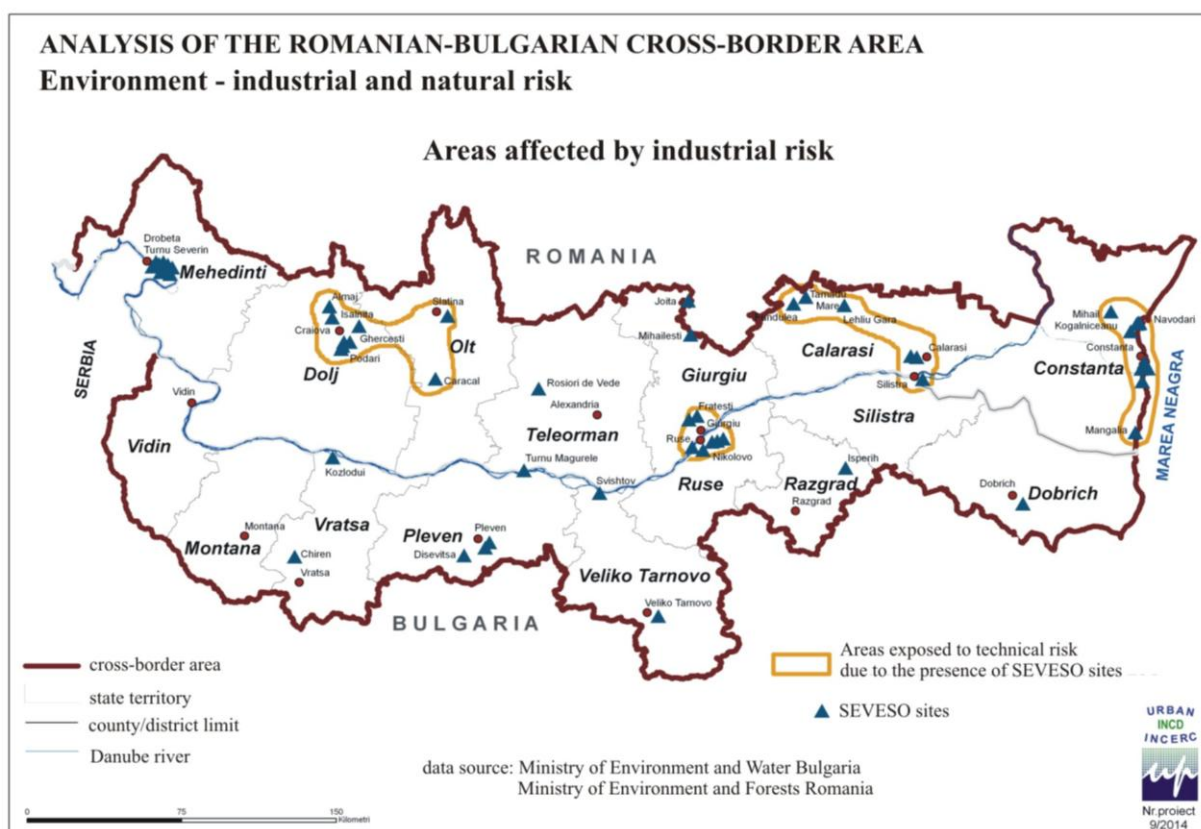 ANALYSIS OF THE ROMANIAN-BULGARIAN CROSS-BORDER AREA
Environment - industrial and natural risk
Areas affected by industrial risk
ROMANIA
Drobeta
Turnu Severin
Mehedinti
Almaj
Isalnita
Craiova
Ghercesti
Podari
Dolj
Slatina
Olt
Caracal
Rosiori de Vede
Alexandria
Teleorman
Turnu Magurele
Joita
Mihailesti
Giurgiu
Fratesti
Giurgiu
Ruse
Nikolovo
Ruse
Mare
Lehliu Gara
Calarasi
Calarasi
Silistra
Silistra
Mihail
Kogalniceanu
Navodari
Constanta
Constanta
Mangalia
MAREA NEAGRA
SERBIA
Vidin
Vidin
Kozlodui
Montana
Montana
Vratsa
Chiren
Vratsa
Pleven
Pleven
Disevitsa
Svishtov
Veliko Tarnovo
Veliko Tarnovo
Isperih
Razgrad
Razgrad
Dobrich
Dobrich
BULGARIA
cross-border area
state territory
county/district limit
Danube river
Areas exposed to technical risk
due to the presence of SEVESO sites
SEVESO sites
data source: Ministry of Environment and Water Bulgaria
Ministry of Environment and Forests Romania
0 75 150
Kilometri
URBAN
INCD
INCERC
up
Nr.proiect
9/2014